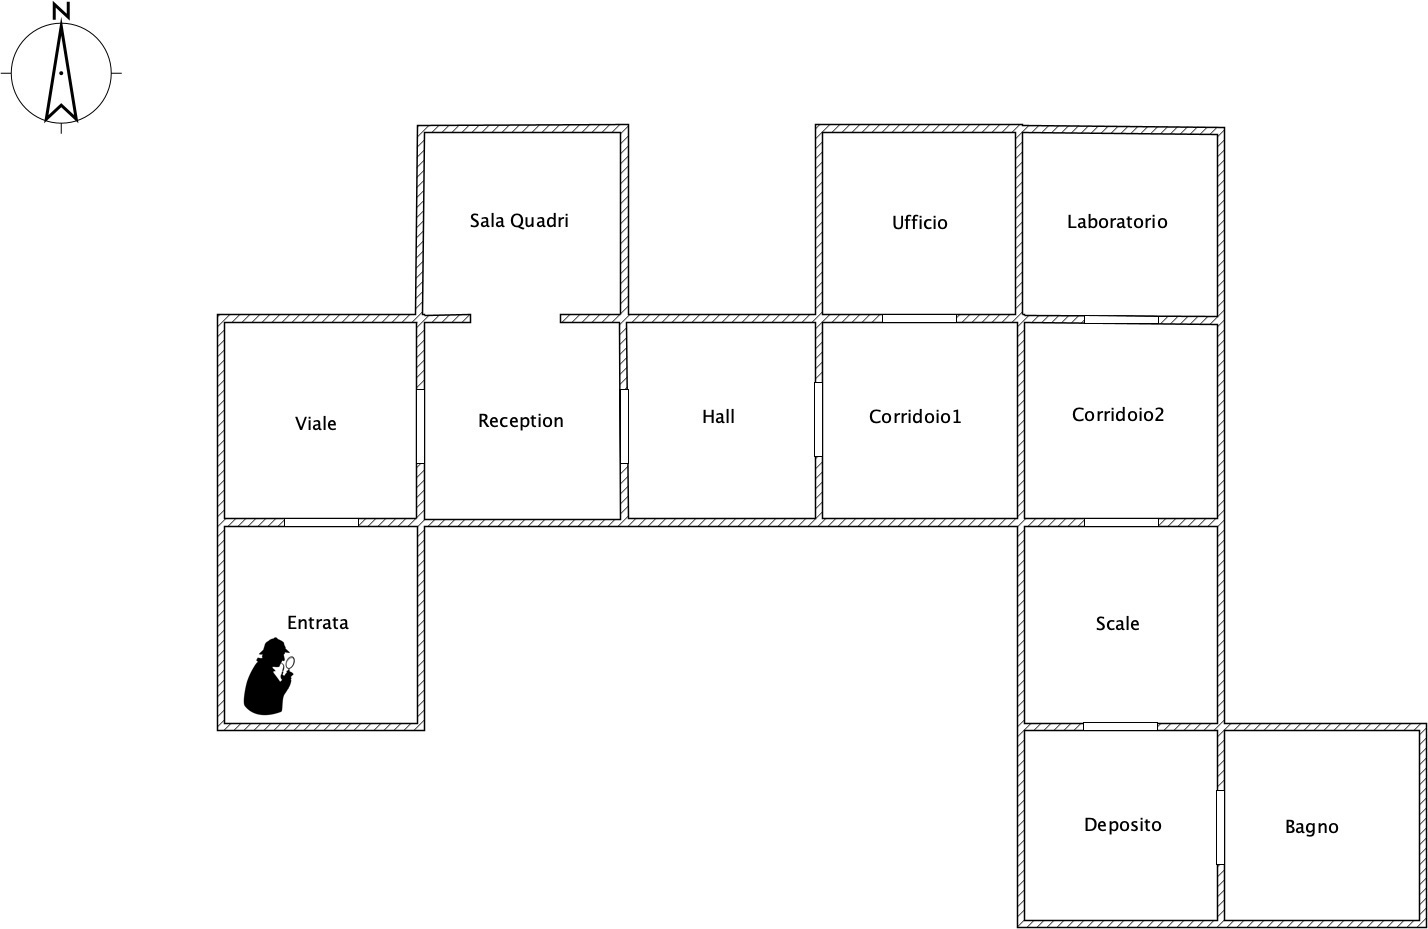 N
Sala Quadri
Ufficio
Laboratorio
Viale
Reception
Hall
Corridoio1
Corridoio2
Entrata
Scale
Deposito
Bagno